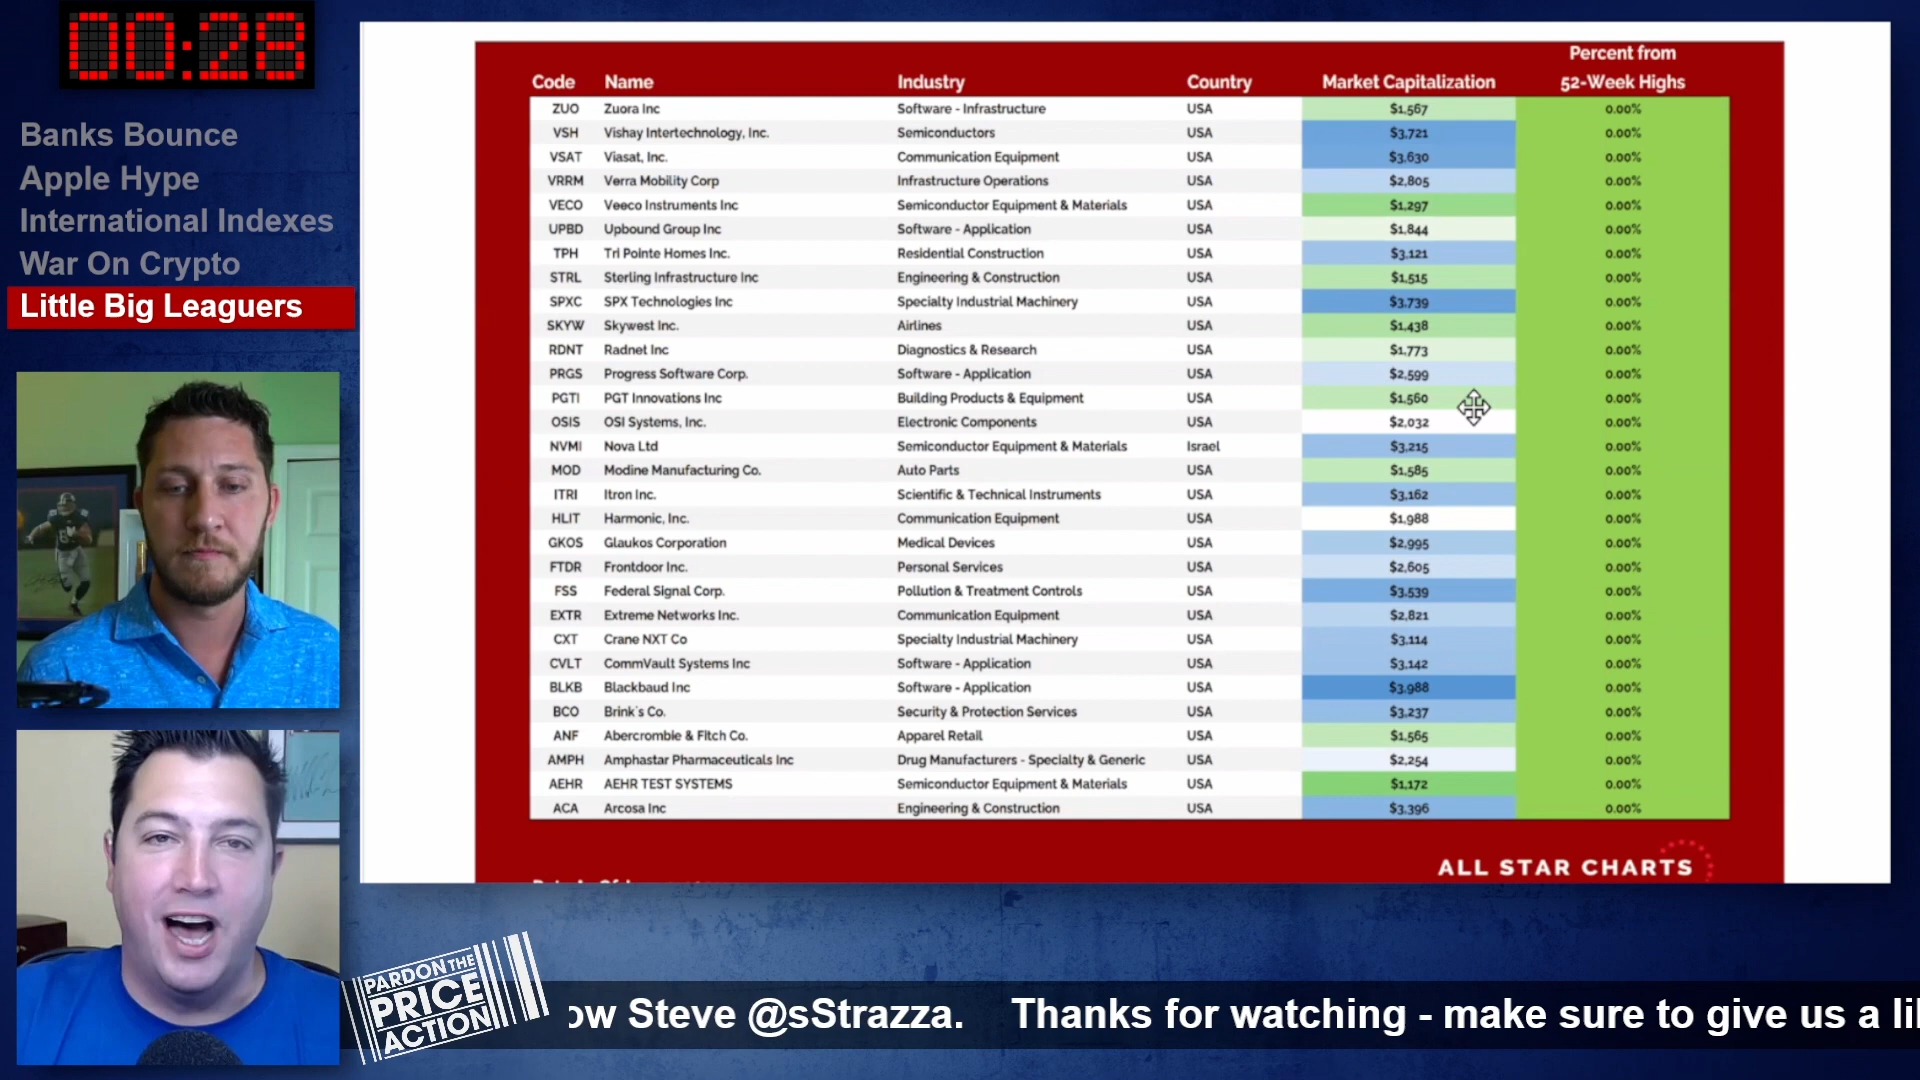 00:28
Banks Bounce
Apple Hype
International Indexes
War On Crypto
Little Big Leaguers
Percent from
Code Name Industry Country Market Capitalization 52-Week Highs
ZUO Zuora Inc Software - Infrastructure USA $1,567 0.00%
VSH Vishay Intertechnology, Inc. Semiconductors USA $3,721 0.00%
VSAT Viasat, Inc. Communication Equipment USA $3,630 0.00%
VRRM Verra Mobility Corp Infrastructure Operations USA $2,805 0.00%
VECO Veeco Instruments Inc Semiconductor Equipment & Materials USA $1,297 0.00%
UPBD Upbound Group Inc Software - Application USA $1,844 0.00%
TPH Tri Pointe Homes Inc. Residential Construction USA $3,121 0.00%
STRL Sterling Infrastructure Inc Engineering & Construction USA $1,515 0.00%
SPXC SPX Technologies Inc Specialty Industrial Machinery USA $3,739 0.00%
SKYW Skywest Inc. Airlines USA $1,438 0.00%
RDNT Radnet Inc Diagnostics & Research USA $1,773 0.00%
PRGS Progress Software Corp. Software - Application USA $2,599 0.00%
PGTI PGT Innovations Inc Building Products & Equipment USA $1,560 0.00%
OSIS OSI Systems, Inc. Electronic Components USA $2,032 0.00%
NVMI Nova Ltd Semiconductor Equipment & Materials Israel $3,215 0.00%
MOD Modine Manufacturing Co. Auto Parts USA $1,585 0.00%
ITRI Itron Inc. Scientific & Technical Instruments USA $3,162 0.00%
HLIT Harmonic, Inc. Communication Equipment USA $1,988 0.00%
GKOS Glaukos Corporation Medical Devices USA $2,995 0.00%
FTDR Frontdoor Inc. Personal Services USA $2,605 0.00%
FSS Federal Signal Corp. Pollution & Treatment Controls USA $3,539 0.00%
EXTR Extreme Networks Inc. Communication Equipment USA $2,821 0.00%
CXT Crane NXT Co Specialty Industrial Machinery USA $3,114 0.00%
CVLT CommVault Systems Inc Software - Application USA $3,142 0.00%
BLKB Blackbaud Inc Software - Application USA $3,988 0.00%
BCO Brink's Co. Security & Protection Services USA $3,237 0.00%
ANF Abercrombie & Fitch Co. Apparel Retail USA $1,565 0.00%
AMPH Amphastar Pharmaceuticals Inc Drug Manufacturers - Specialty & Generic USA $2,254 0.00%
AEHR AEHR TEST SYSTEMS Semiconductor Equipment & Materials USA $1,172 0.00%
ACA Arcosa Inc Engineering & Construction USA $3,396 0.00%
ALL STAR CHARTS
PARDON THE
PRICE
ACTION
ow Steve @sStrazza. Thanks for watching - make sure to give us a li